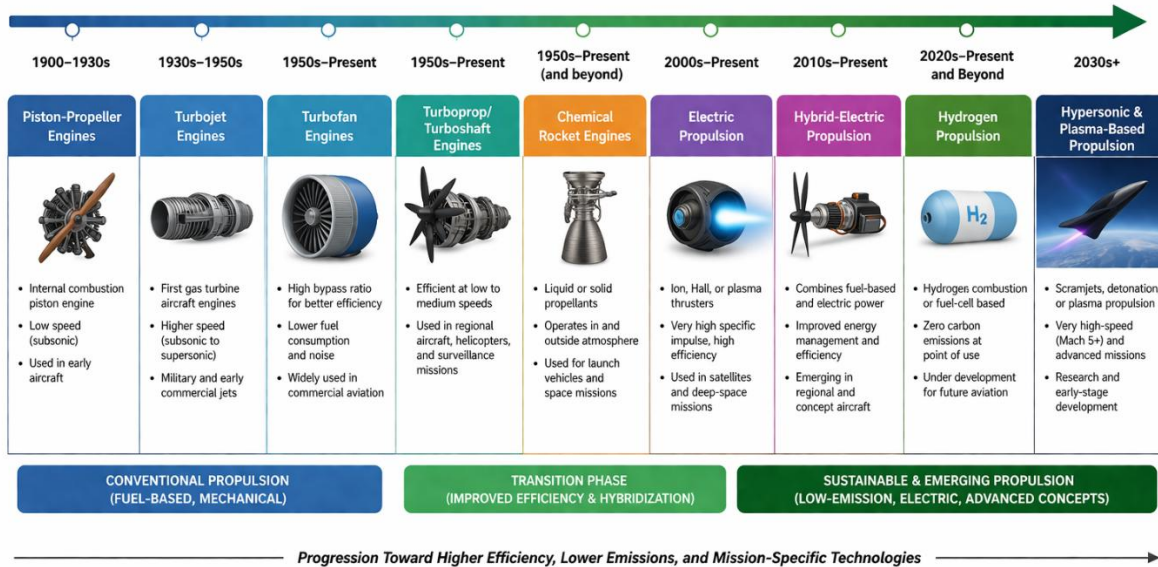 1900–1930s
1930s–1950s
1950s–Present
1950s–Present
1950s–Present
(and beyond)
2000s–Present
2010s–Present
2020s–Present
and Beyond
2030s+
Piston-Propeller
Engines
• Internal combustion
piston engine
• Low speed
(subsonic)
• Used in early
aircraft
Turbojet
Engines
• First gas turbine
aircraft engines
• Higher speed
(subsonic to
supersonic)
• Military and early
commercial jets
Turbofan
Engines
• High bypass ratio
for better efficiency
• Lower fuel
consumption
and noise
• Widely used in
commercial aviation
Turboprop/
Turboshaft
Engines
• Efficient at low to
medium speeds
• Used in regional
aircraft, helicopters,
and surveillance
missions
Chemical
Rocket Engines
• Liquid or solid
propellants
• Operates in and
outside atmosphere
• Used for launch
vehicles and
space missions
Electric
Propulsion
• Ion, Hall, or plasma
thrusters
• Very high specific
impulse, high
efficiency
• Used in satellites
and deep-space
missions
Hybrid-Electric
Propulsion
• Combines fuel-based
and electric power
• Improved energy
management and
efficiency
• Emerging in
regional and
concept aircraft
Hydrogen
Propulsion
H2
• Hydrogen combustion
or fuel-cell based
• Zero carbon
emissions at
point of use
• Under development
for future aviation
Hypersonic &
Plasma-Based
Propulsion
• Scramjets, detonation
or plasma propulsion
• Very high-speed
(Mach 5+) and
advanced missions
• Research and
early-stage
development
CONVENTIONAL PROPULSION
(FUEL-BASED, MECHANICAL)
TRANSITION PHASE
(IMPROVED EFFICIENCY & HYBRIDIZATION)
SUSTAINABLE & EMERGING PROPULSION
(LOW-EMISSION, ELECTRIC, ADVANCED CONCEPTS)
Progression Toward Higher Efficiency, Lower Emissions, and Mission-Specific Technologies